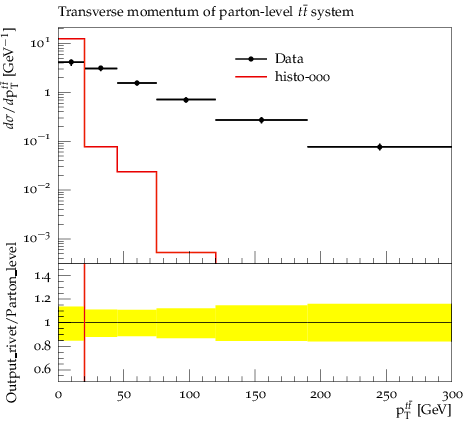 Transverse momentum of parton-level tt̄ system
dσ/dp_T^{tt̄} [GeV⁻¹]
10¹
1
10⁻¹
10⁻²
10⁻³
Data
histo-000
Output_rivet/Parton_level
1.4
1.2
1
0.8
0.6
0 50 100 150 200 250 300
p_T^{tt̄} [GeV]